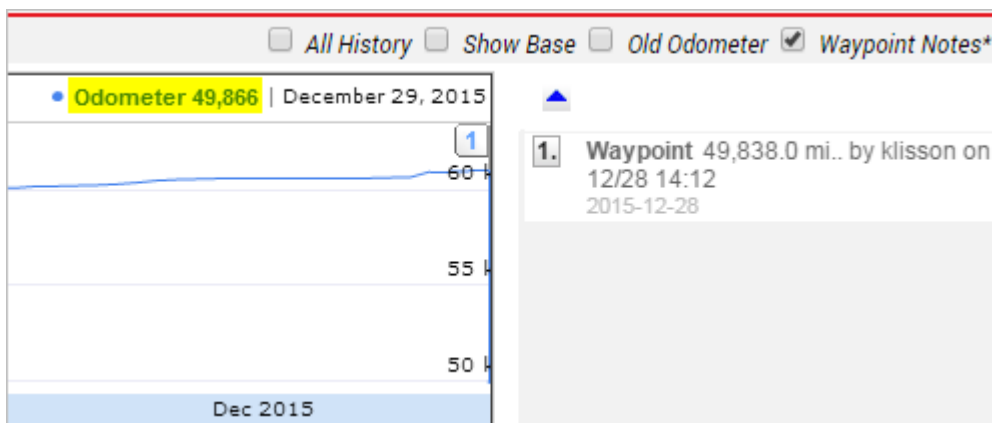 All History Show Base Old Odometer Waypoint Notes*
Odometer 49,866 | December 29, 2015
1
60 k
55 k
50 k
Dec 2015
1. Waypoint 49,838.0 mi.. by klisson on
12/28 14:12
2015-12-28